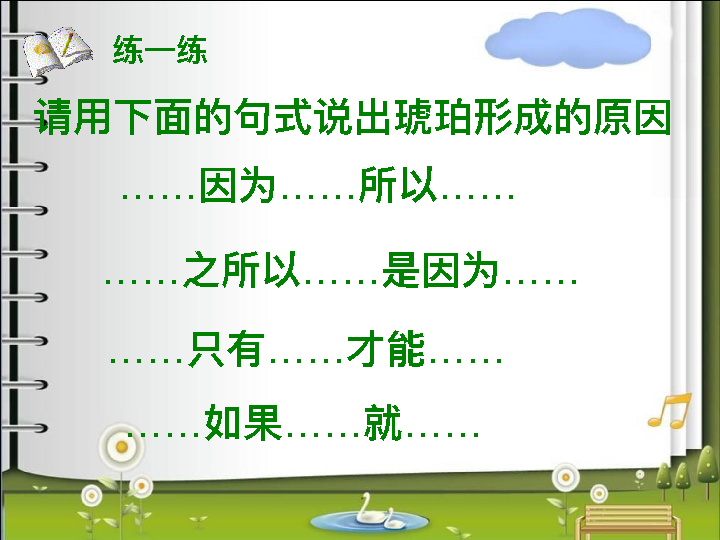 练一练
请用下面的句式说出琥珀形成的原因
……因为……所以……
……之所以……是因为……
……只有……才能……
……如果……就……